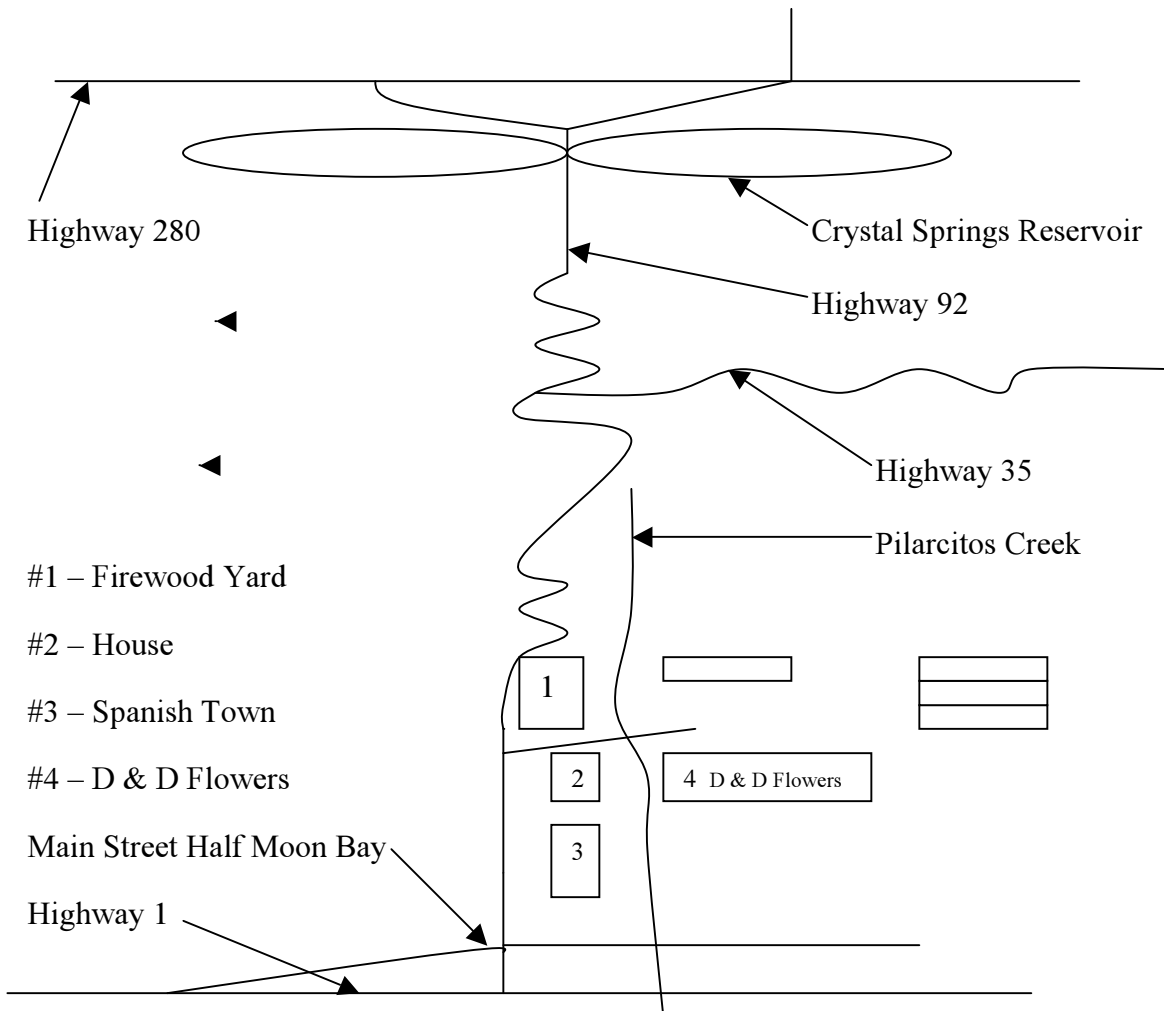 Highway 280
Crystal Springs Reservoir
Highway 92
Highway 35
Pilarcitos Creek
#1 – Firewood Yard
#2 – House
1
#3 – Spanish Town
#4 – D & D Flowers
2
4 D & D Flowers
Main Street Half Moon Bay
3
Highway 1